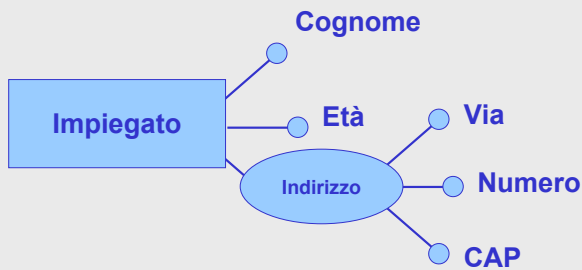 Cognome
Impiegato
Età
Via
Indirizzo
Numero
CAP